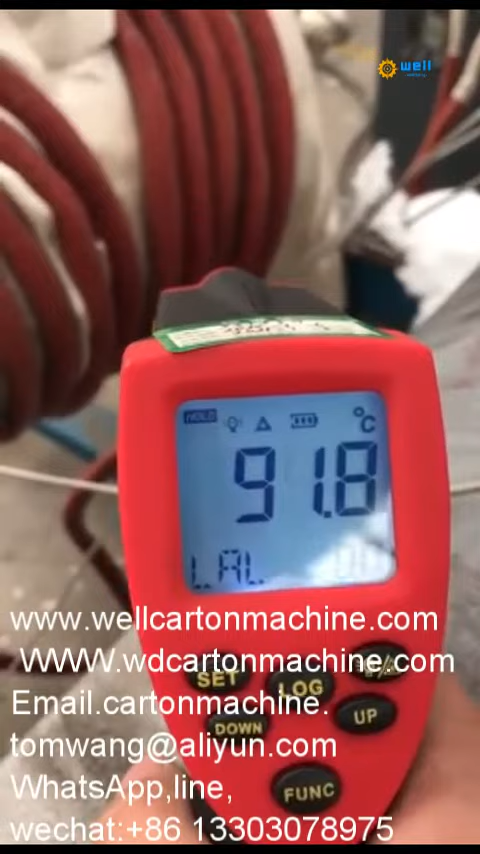 well
HOLD
°C
91.8
LAL
www.wellcartonmachine.com
WWW.wdcartonmachine.com
Email.cartonmachine.
tomwang@aliyun.com
WhatsApp,line,
wechat:+86 13303078975
SET
LOG
DOWN
UP
FUNC